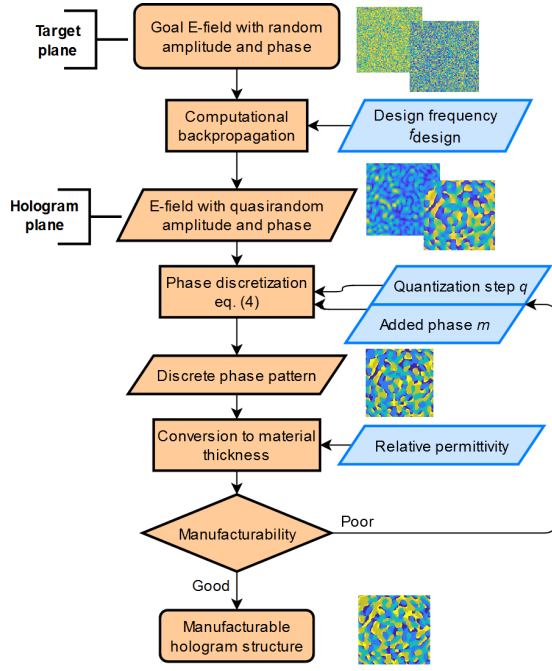 Target
plane
Goal E-field with random
amplitude and phase
Computational
backpropagation
Design frequency
fdesign
Hologram
plane
E-field with quasirandom
amplitude and phase
Phase discretization
eq. (4)
Quantization step q
Added phase m
Discrete phase pattern
Conversion to material
thickness
Relative permittivity
Manufacturability
Poor
Good
Manufacturable
hologram structure